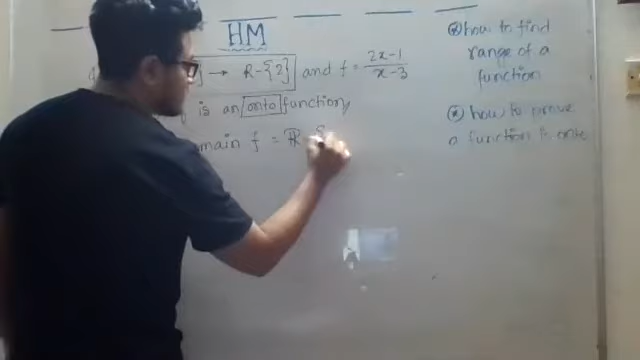 HM
] → R-{2} and f = 2x-1 / x-3
f is an onto function
main f = R {
⊛ how to find
range of a
function
⊛ how to prove
a function is onto